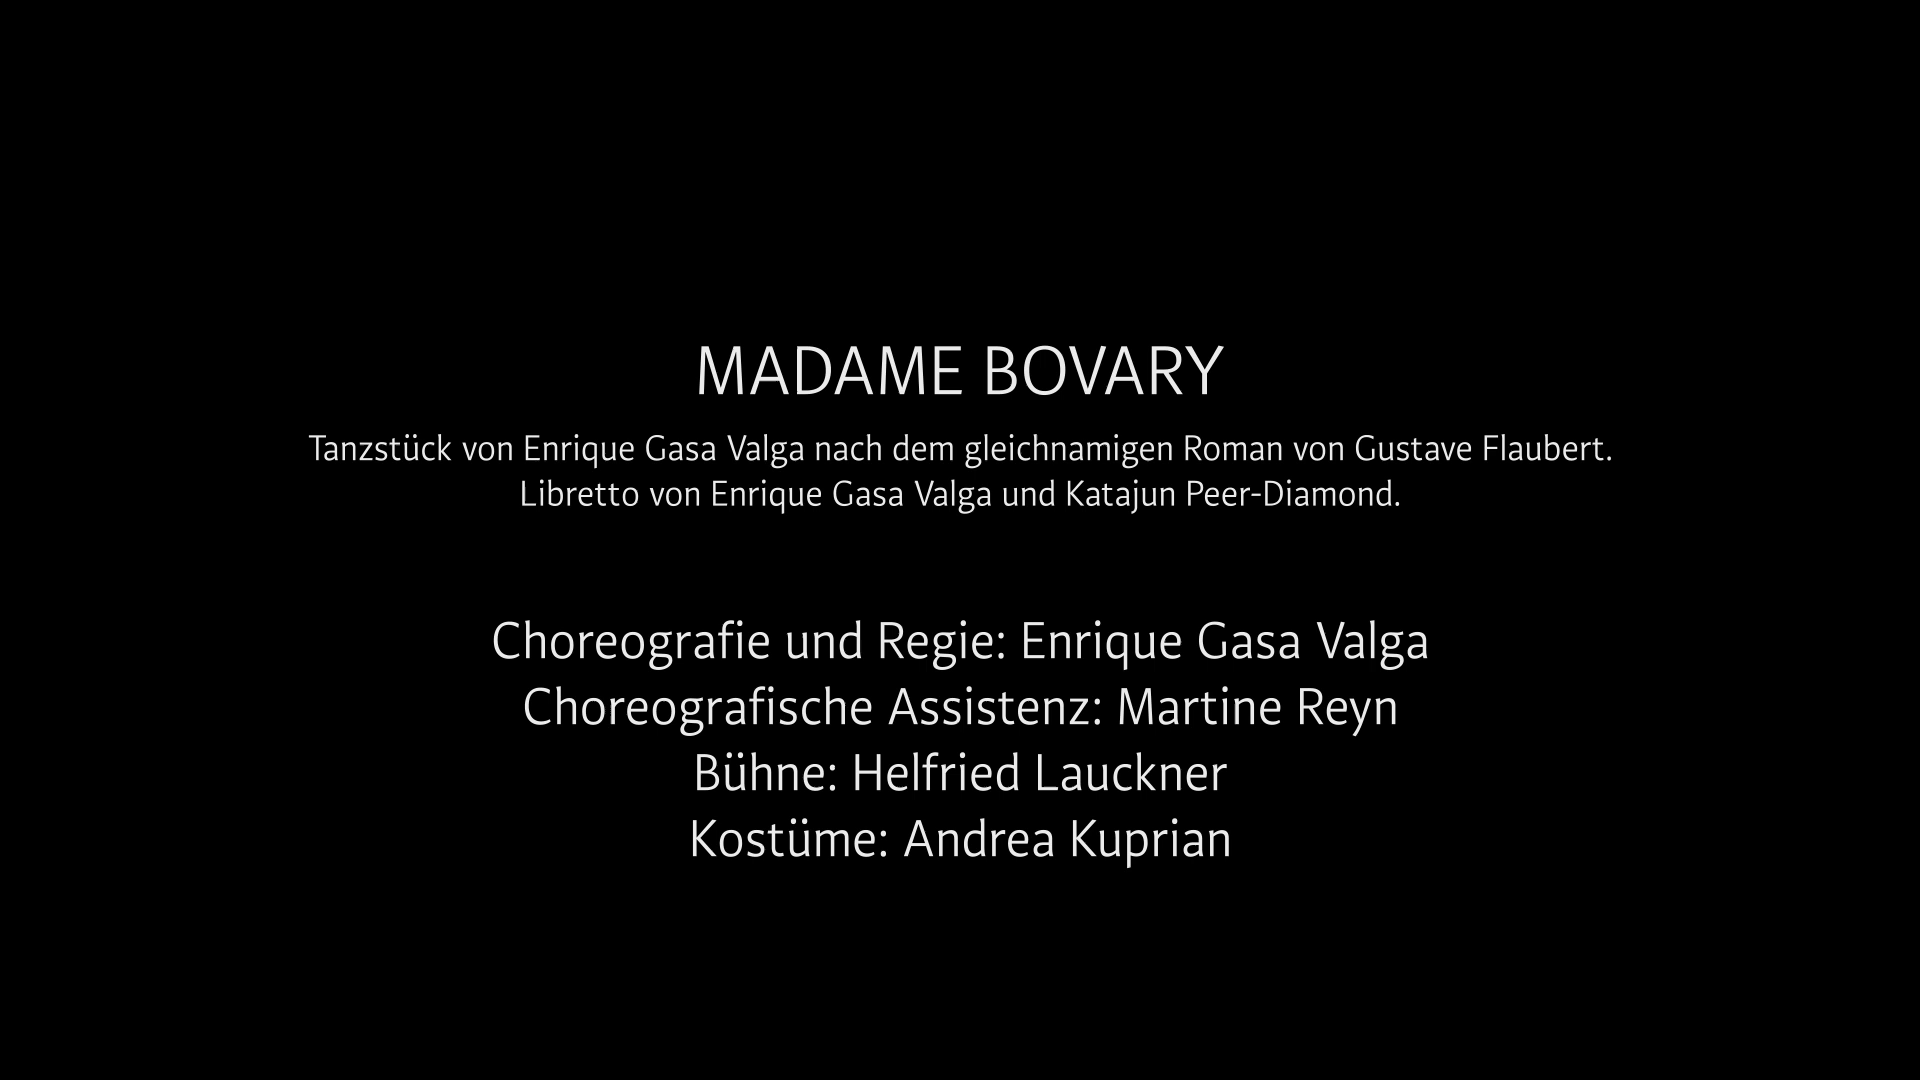 MADAME BOVARY
Tanzstück von Enrique Gasa Valga nach dem gleichnamigen Roman von Gustave Flaubert.
Libretto von Enrique Gasa Valga und Katajun Peer-Diamond.
Choreografie und Regie: Enrique Gasa Valga
Choreografische Assistenz: Martine Reyn
Bühne: Helfried Lauckner
Kostüme: Andrea Kuprian